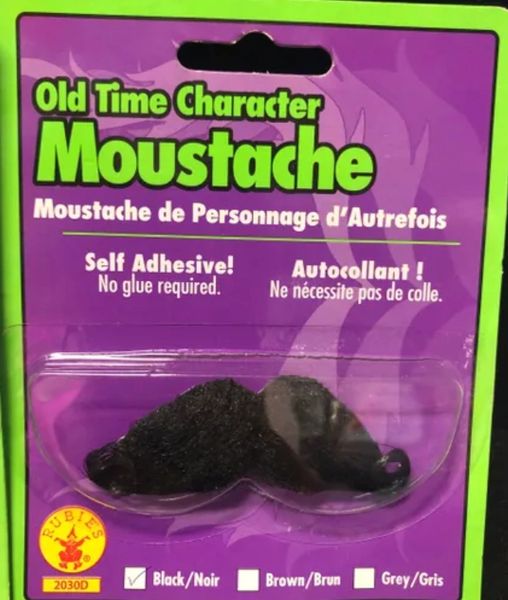 Old Time Character
Moustache
Moustache de Personnage d'Autrefois
Self Adhesive!
No glue required.
Autocollant !
Ne nécessite pas de colle.
RUBIES
2030D
Black/Noir
Brown/Brun
Grey/Gris